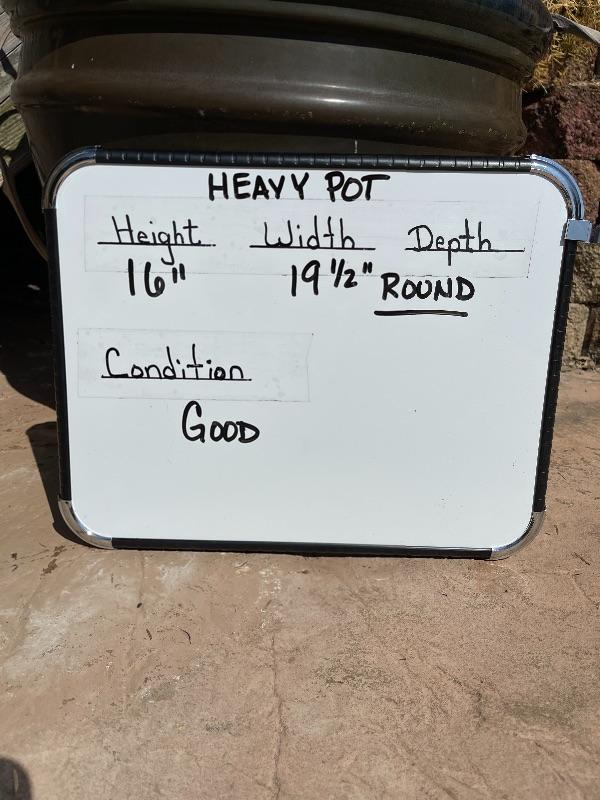 HEAVY POT
Height Width Depth
16" 19 1/2" ROUND
Condition
GOOD